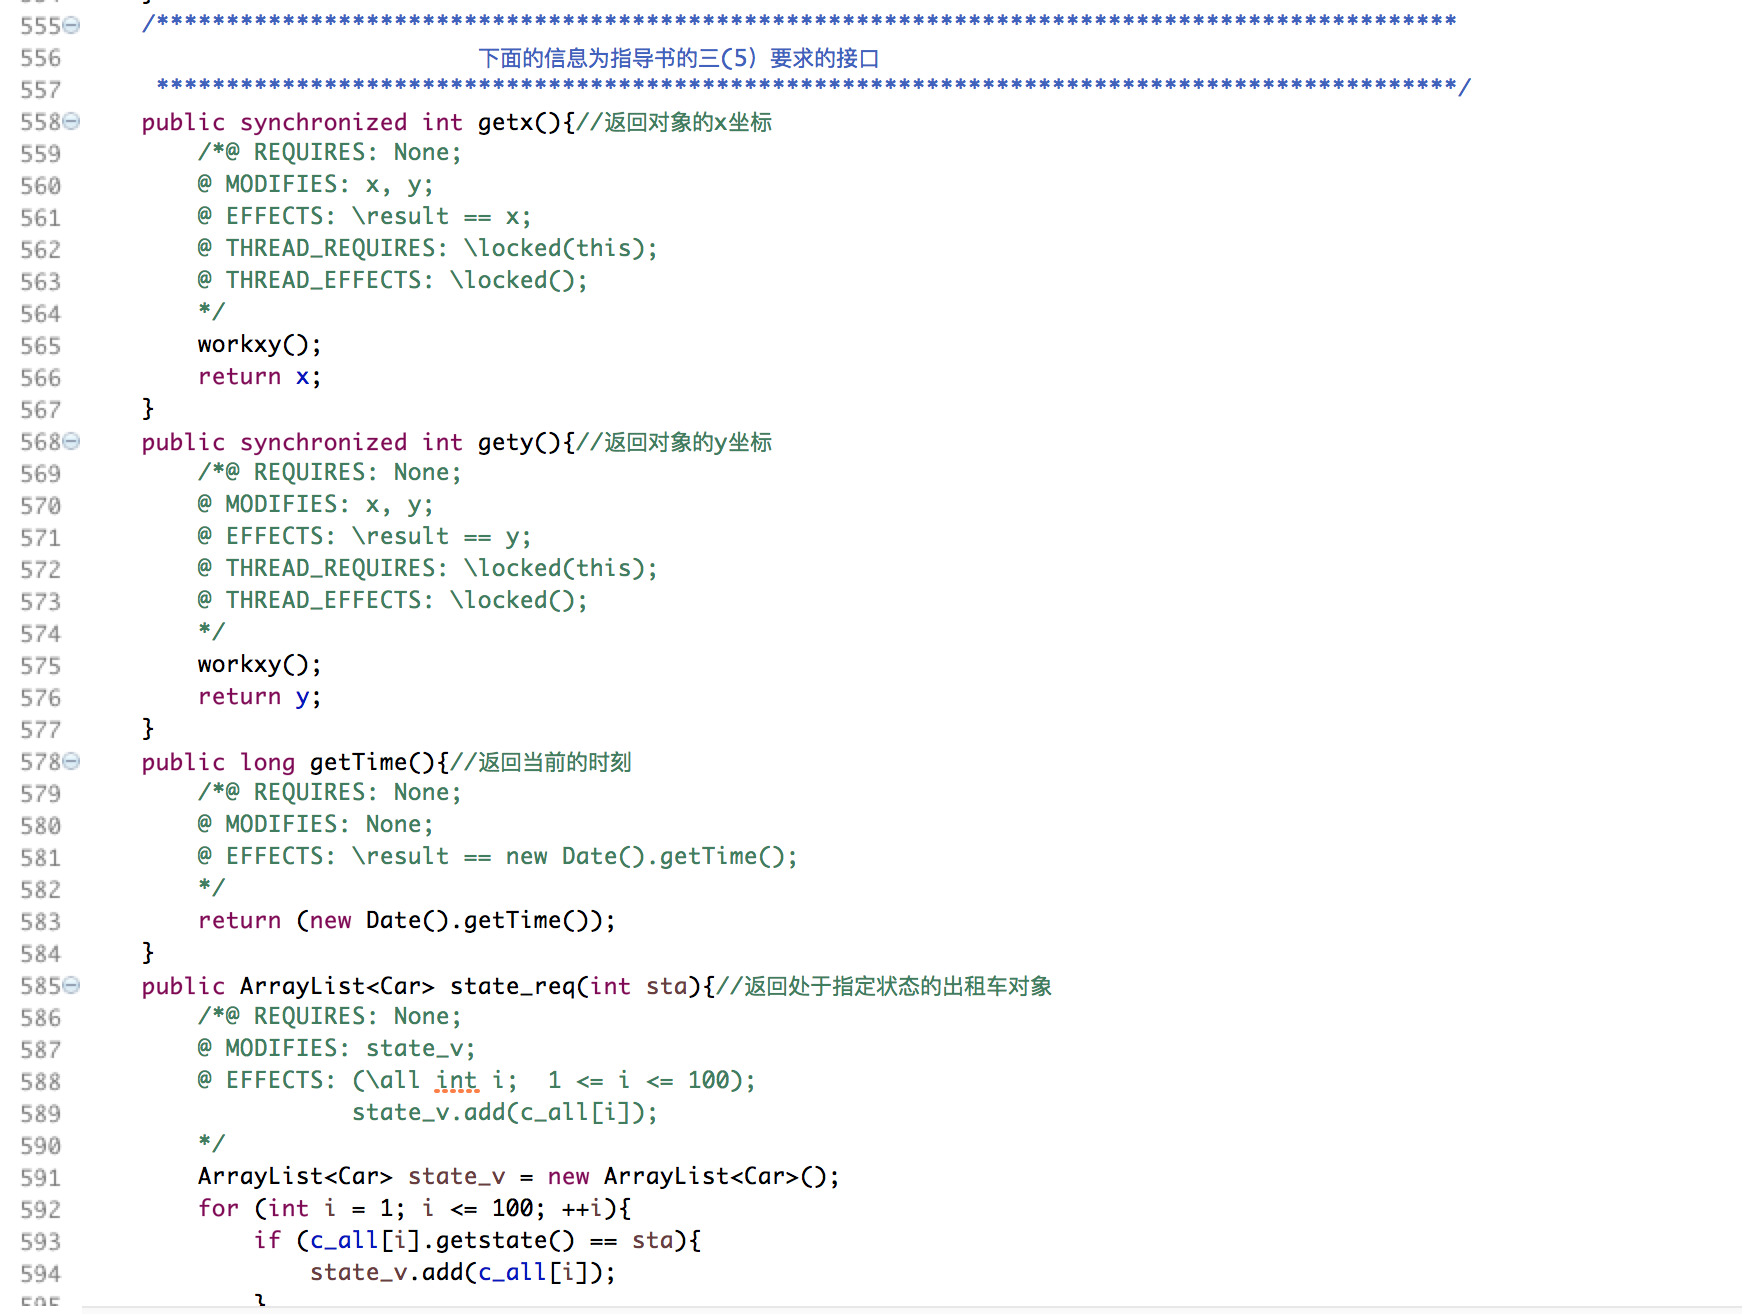 555 /*********************************************************************************************
556 下面的信息为指导书的三(5) 要求的接口
557 *********************************************************************************************/
558 public synchronized int getx(){//返回对象的x坐标
559 /*@ REQUIRES: None;
560 @ MODIFIES: x, y;
561 @ EFFECTS: \result == x;
562 @ THREAD_REQUIRES: \locked(this);
563 @ THREAD_EFFECTS: \locked();
564 */
565 workxy();
566 return x;
567 }
568 public synchronized int gety(){//返回对象的y坐标
569 /*@ REQUIRES: None;
570 @ MODIFIES: x, y;
571 @ EFFECTS: \result == y;
572 @ THREAD_REQUIRES: \locked(this);
573 @ THREAD_EFFECTS: \locked();
574 */
575 workxy();
576 return y;
577 }
578 public long getTime(){//返回当前的时刻
579 /*@ REQUIRES: None;
580 @ MODIFIES: None;
581 @ EFFECTS: \result == new Date().getTime();
582 */
583 return (new Date().getTime());
584 }
585 public ArrayList<Car> state_req(int sta){//返回处于指定状态的出租车对象
586 /*@ REQUIRES: None;
587 @ MODIFIES: state_v;
588 @ EFFECTS: (\all int i; 1 <= i <= 100);
589 state_v.add(c_all[i]);
590 */
591 ArrayList<Car> state_v = new ArrayList<Car>();
592 for (int i = 1; i <= 100; ++i){
593 if (c_all[i].getstate() == sta){
594 state_v.add(c_all[i]);
595 }